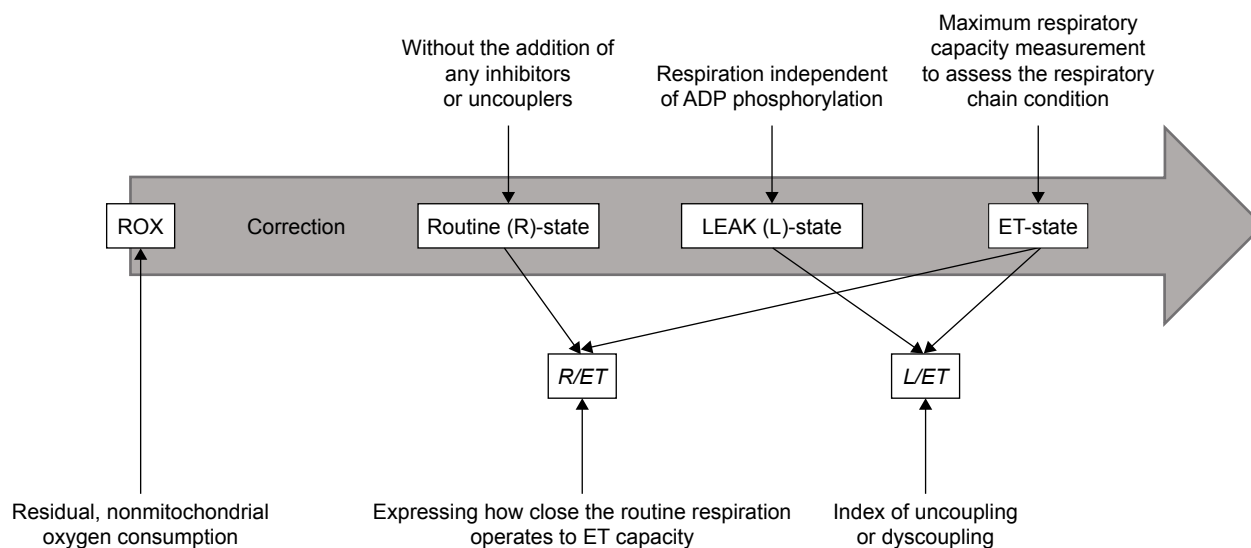 Without the addition of
any inhibitors
or uncouplers
Respiration independent
of ADP phosphorylation
Maximum respiratory
capacity measurement
to assess the respiratory
chain condition
ROX
Correction
Routine (R)-state
LEAK (L)-state
ET-state
R/ET
L/ET
Residual, nonmitochondrial
oxygen consumption
Expressing how close the routine respiration
operates to ET capacity
Index of uncoupling
or dyscoupling